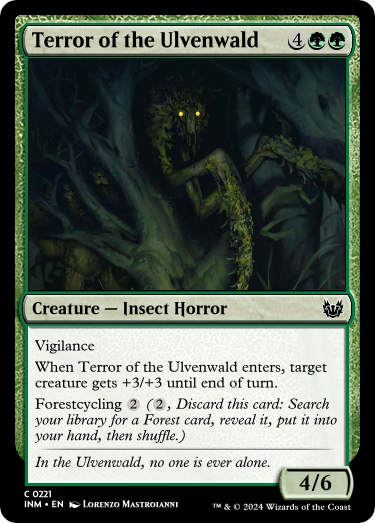 Terror of the Ulvenwald 4
Creature — Insect Horror
Vigilance
When Terror of the Ulvenwald enters, target
creature gets +3/+3 until end of turn.
Forestcycling 2 (2, Discard this card: Search
your library for a Forest card, reveal it, put it into
your hand, then shuffle.)
In the Ulvenwald, no one is ever alone.
4/6
C 0221
INM • EN Lorenzo Mastroianni
™ & © 2024 Wizards of the Coast